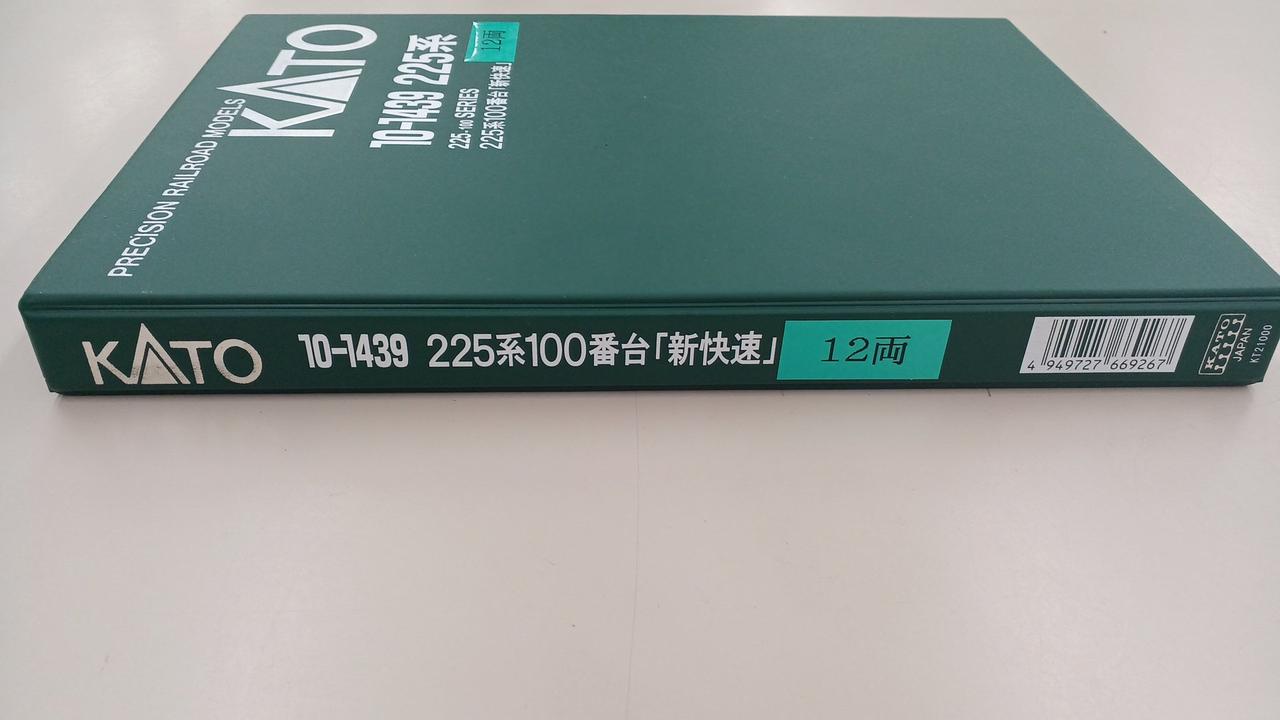 KATO
PRECISION RAILROAD MODELS
10-1439 225系
225-100 SERIES
225系100番台「新快速」
12両
KATO
10-1439 225系100番台「新快速」
12両
4 949727 669267
KATO
JAPAN
KT21000